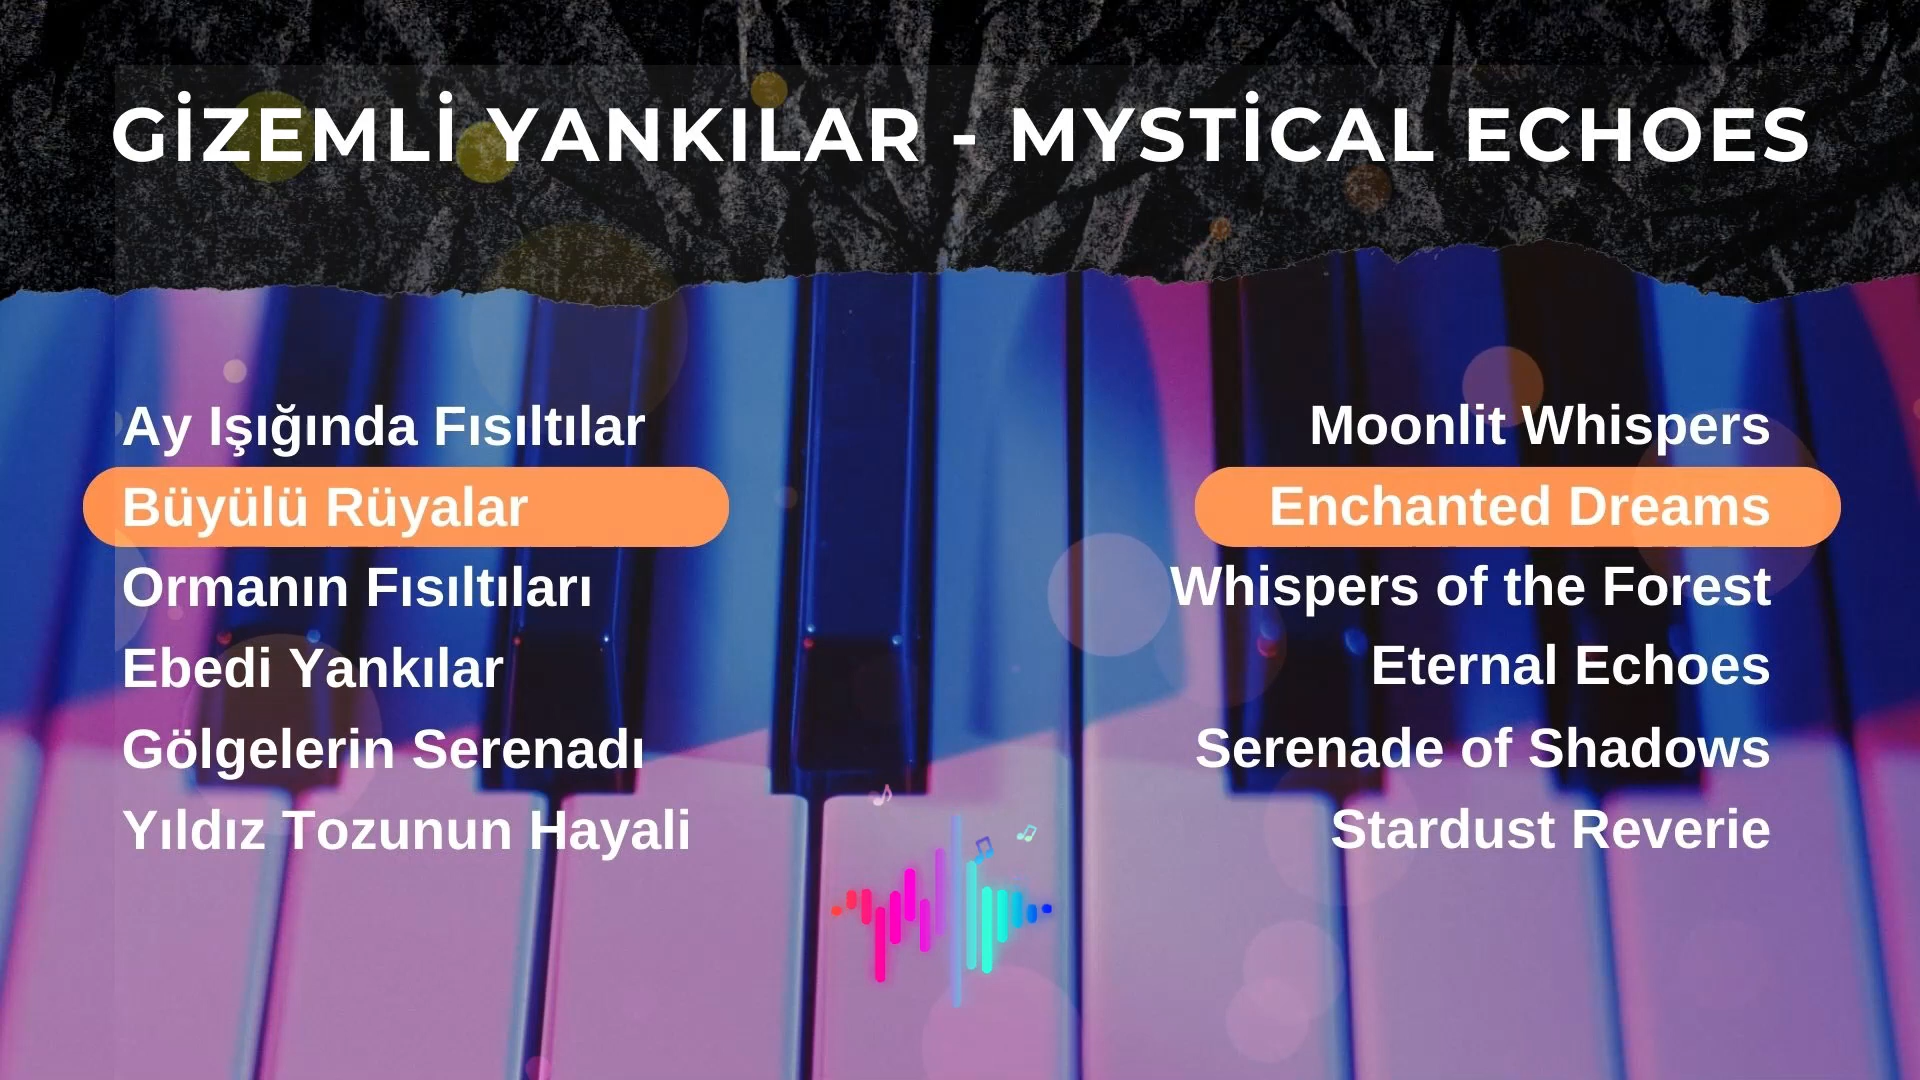 GİZEMLİ YANKILAR - MYSTİCAL ECHOES
Ay Işığında Fısıltılar
Büyülü Rüyalar
Ormanın Fısıltıları
Ebedi Yankılar
Gölgelerin Serenadı
Yıldız Tozunun Hayali
Moonlit Whispers
Enchanted Dreams
Whispers of the Forest
Eternal Echoes
Serenade of Shadows
Stardust Reverie